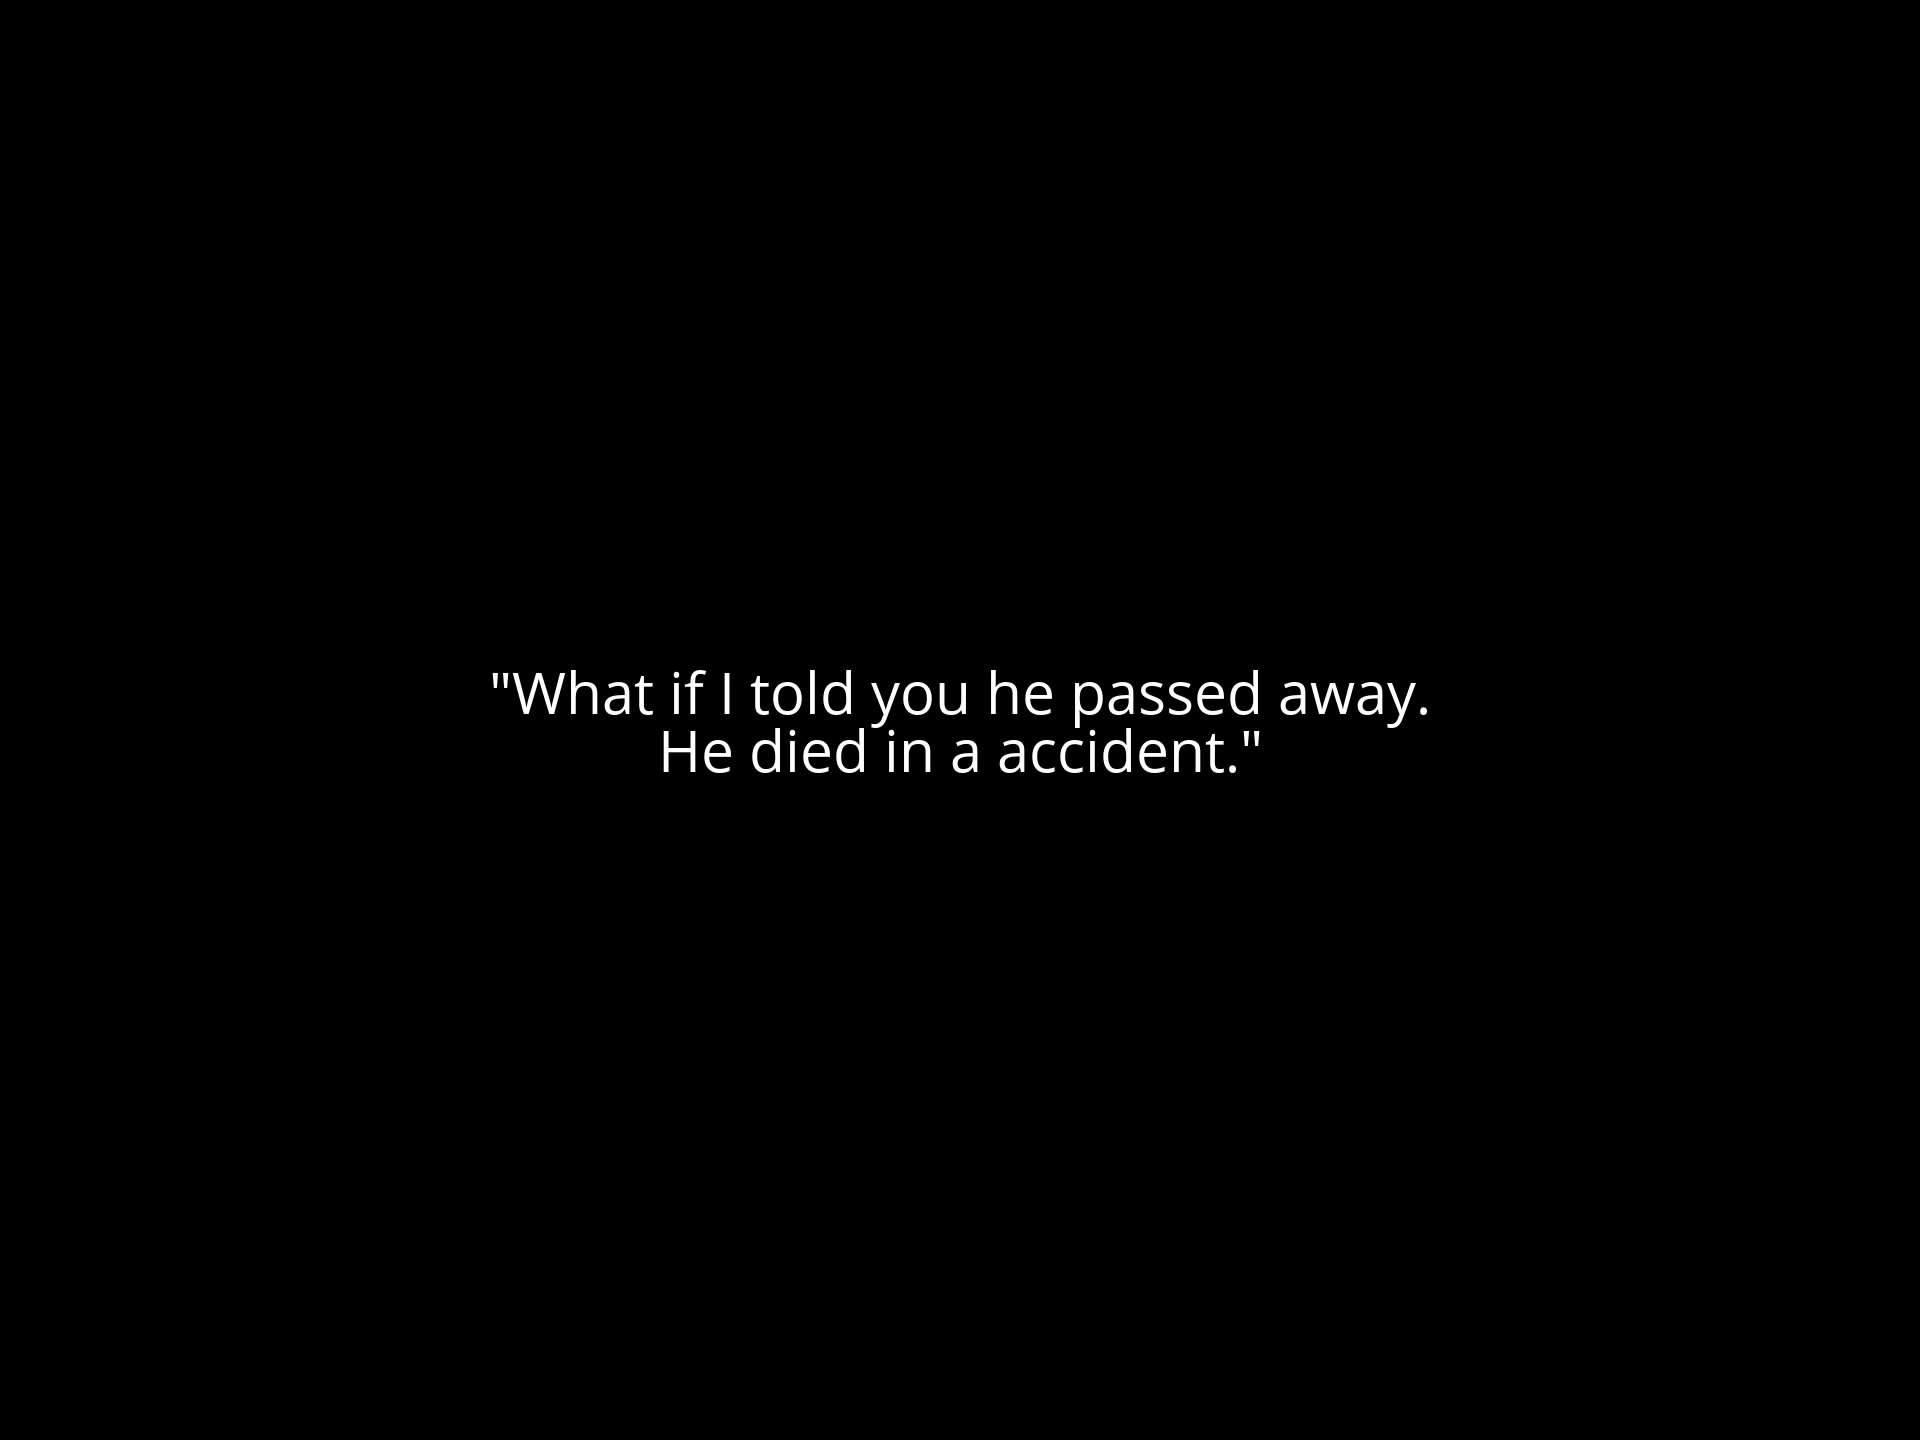 "What if I told you he passed away.
He died in a accident."